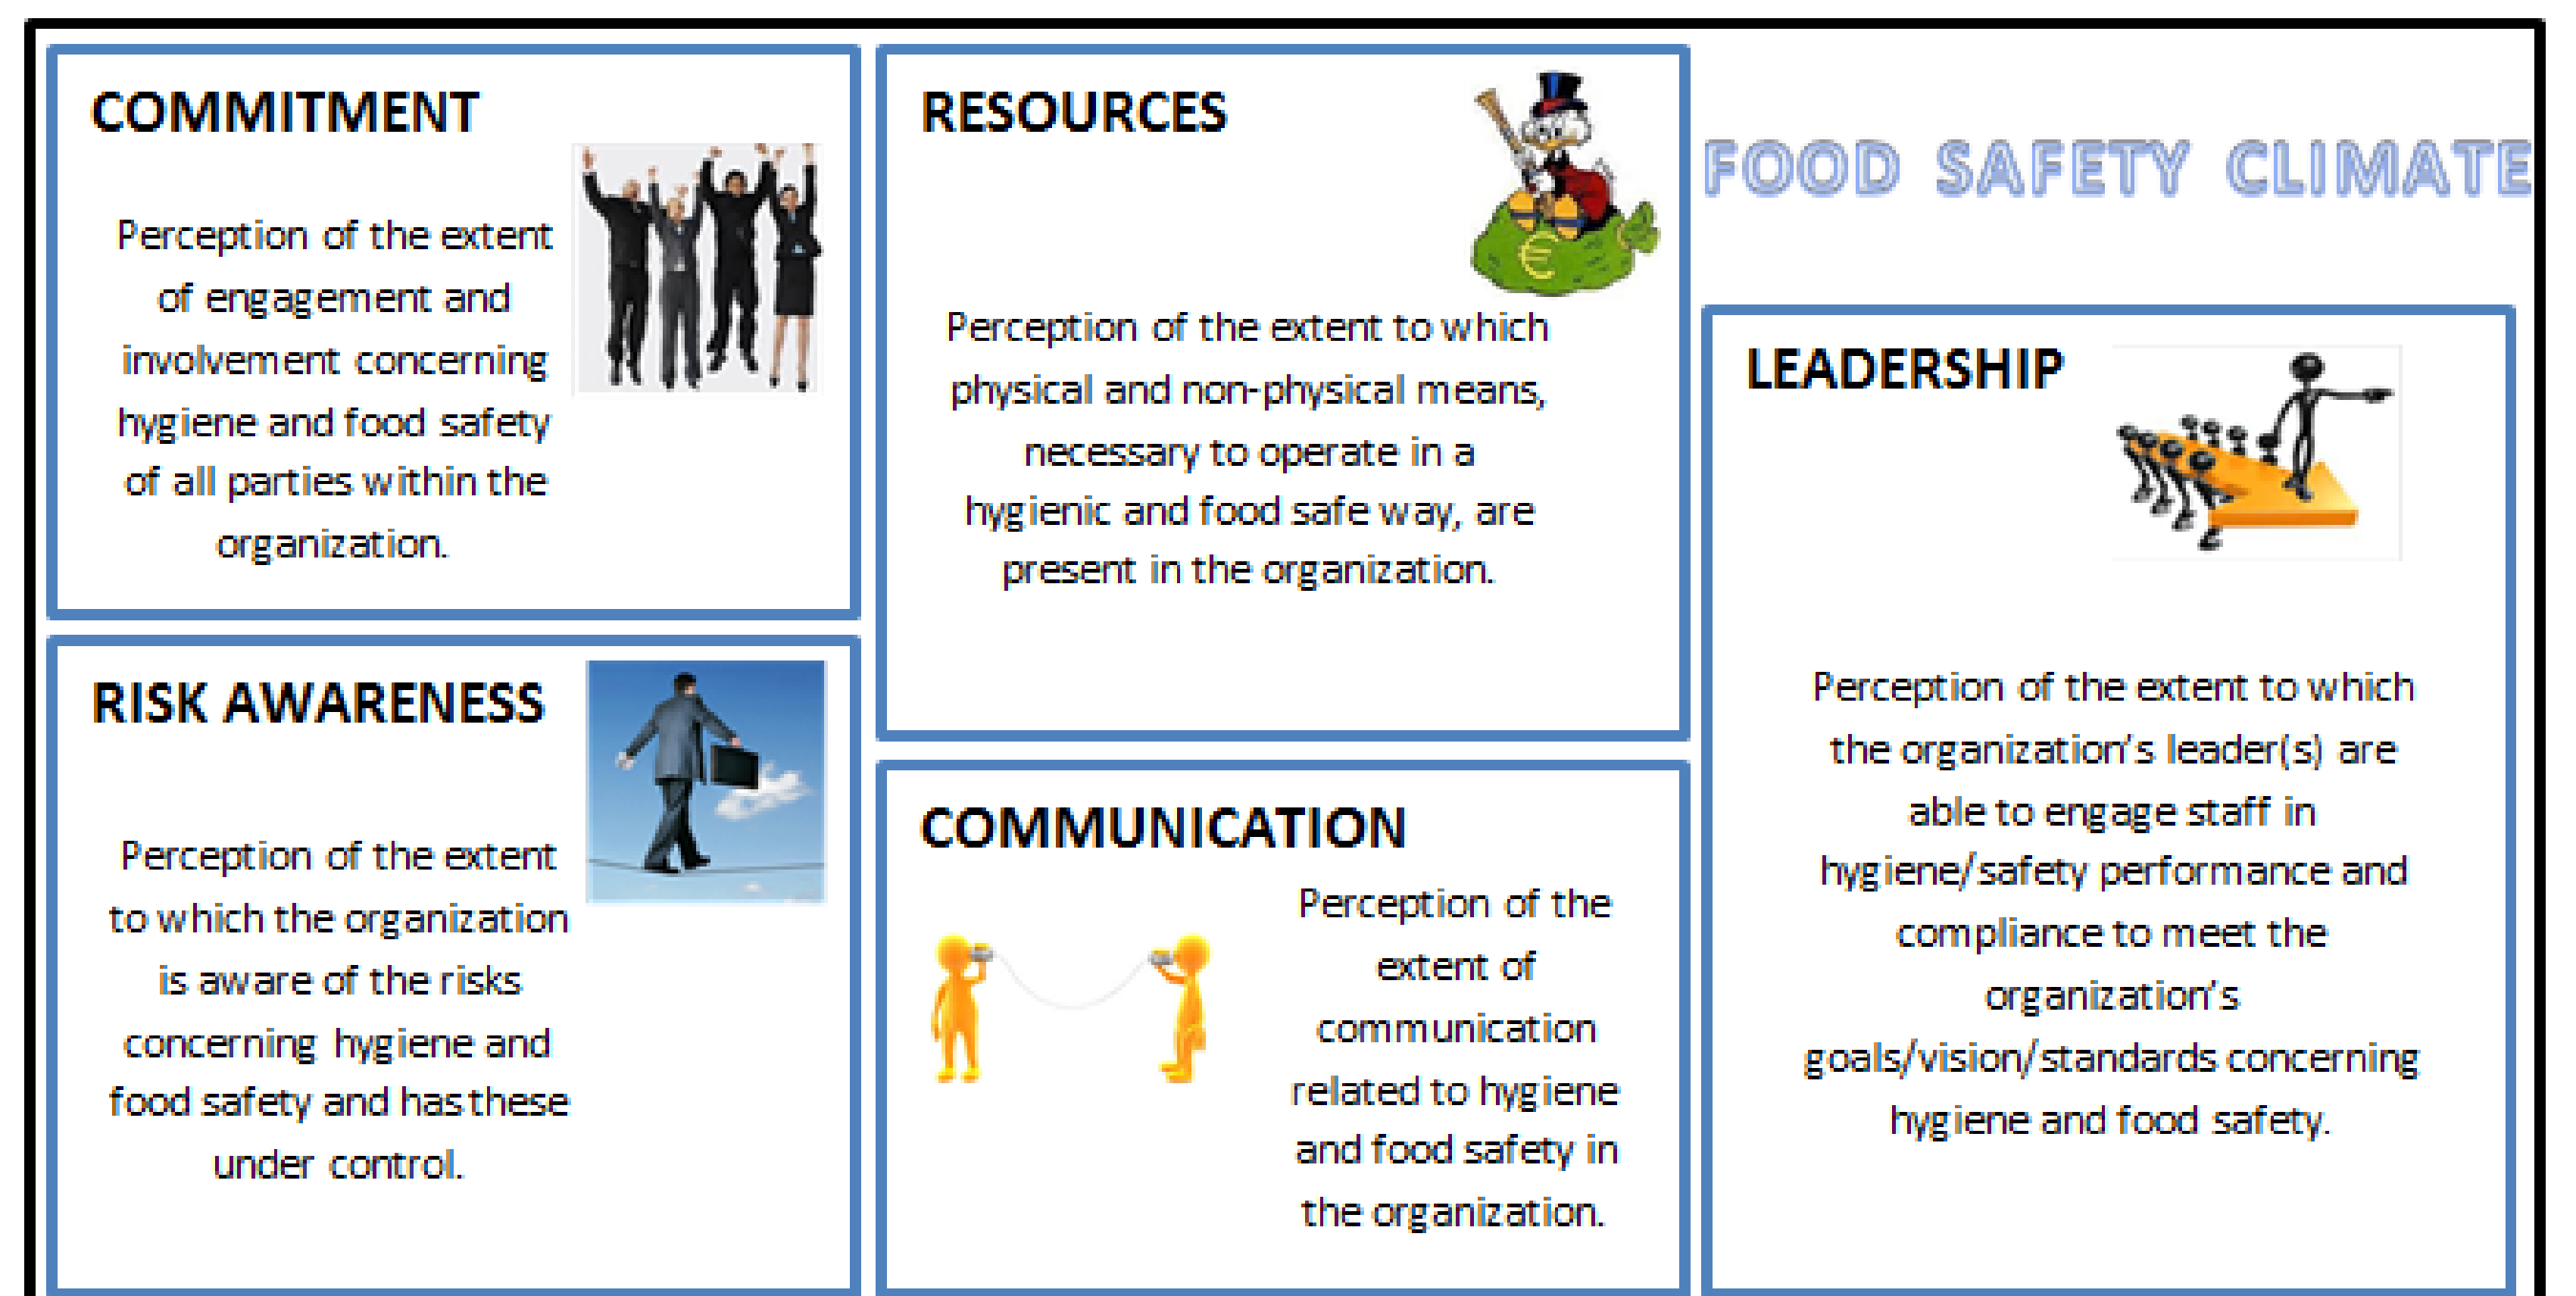 COMMITMENT
Perception of the extent
of engagement and
involvement concerning
hygiene and food safety
of all parties within the
organization.
RISK AWARENESS
Perception of the extent
to which the organization
is aware of the risks
concerning hygiene and
food safety and has these
under control.
RESOURCES
€
Perception of the extent to which
physical and non-physical means,
necessary to operate in a
hygienic and food safe way, are
present in the organization.
COMMUNICATION
Perception of the
extent of
communication
related to hygiene
and food safety in
the organization.
FOOD SAFETY CLIMATE
LEADERSHIP
Perception of the extent to which
the organization's leader(s) are
able to engage staff in
hygiene/safety performance and
compliance to meet the
organization's
goals/vision/standards concerning
hygiene and food safety.